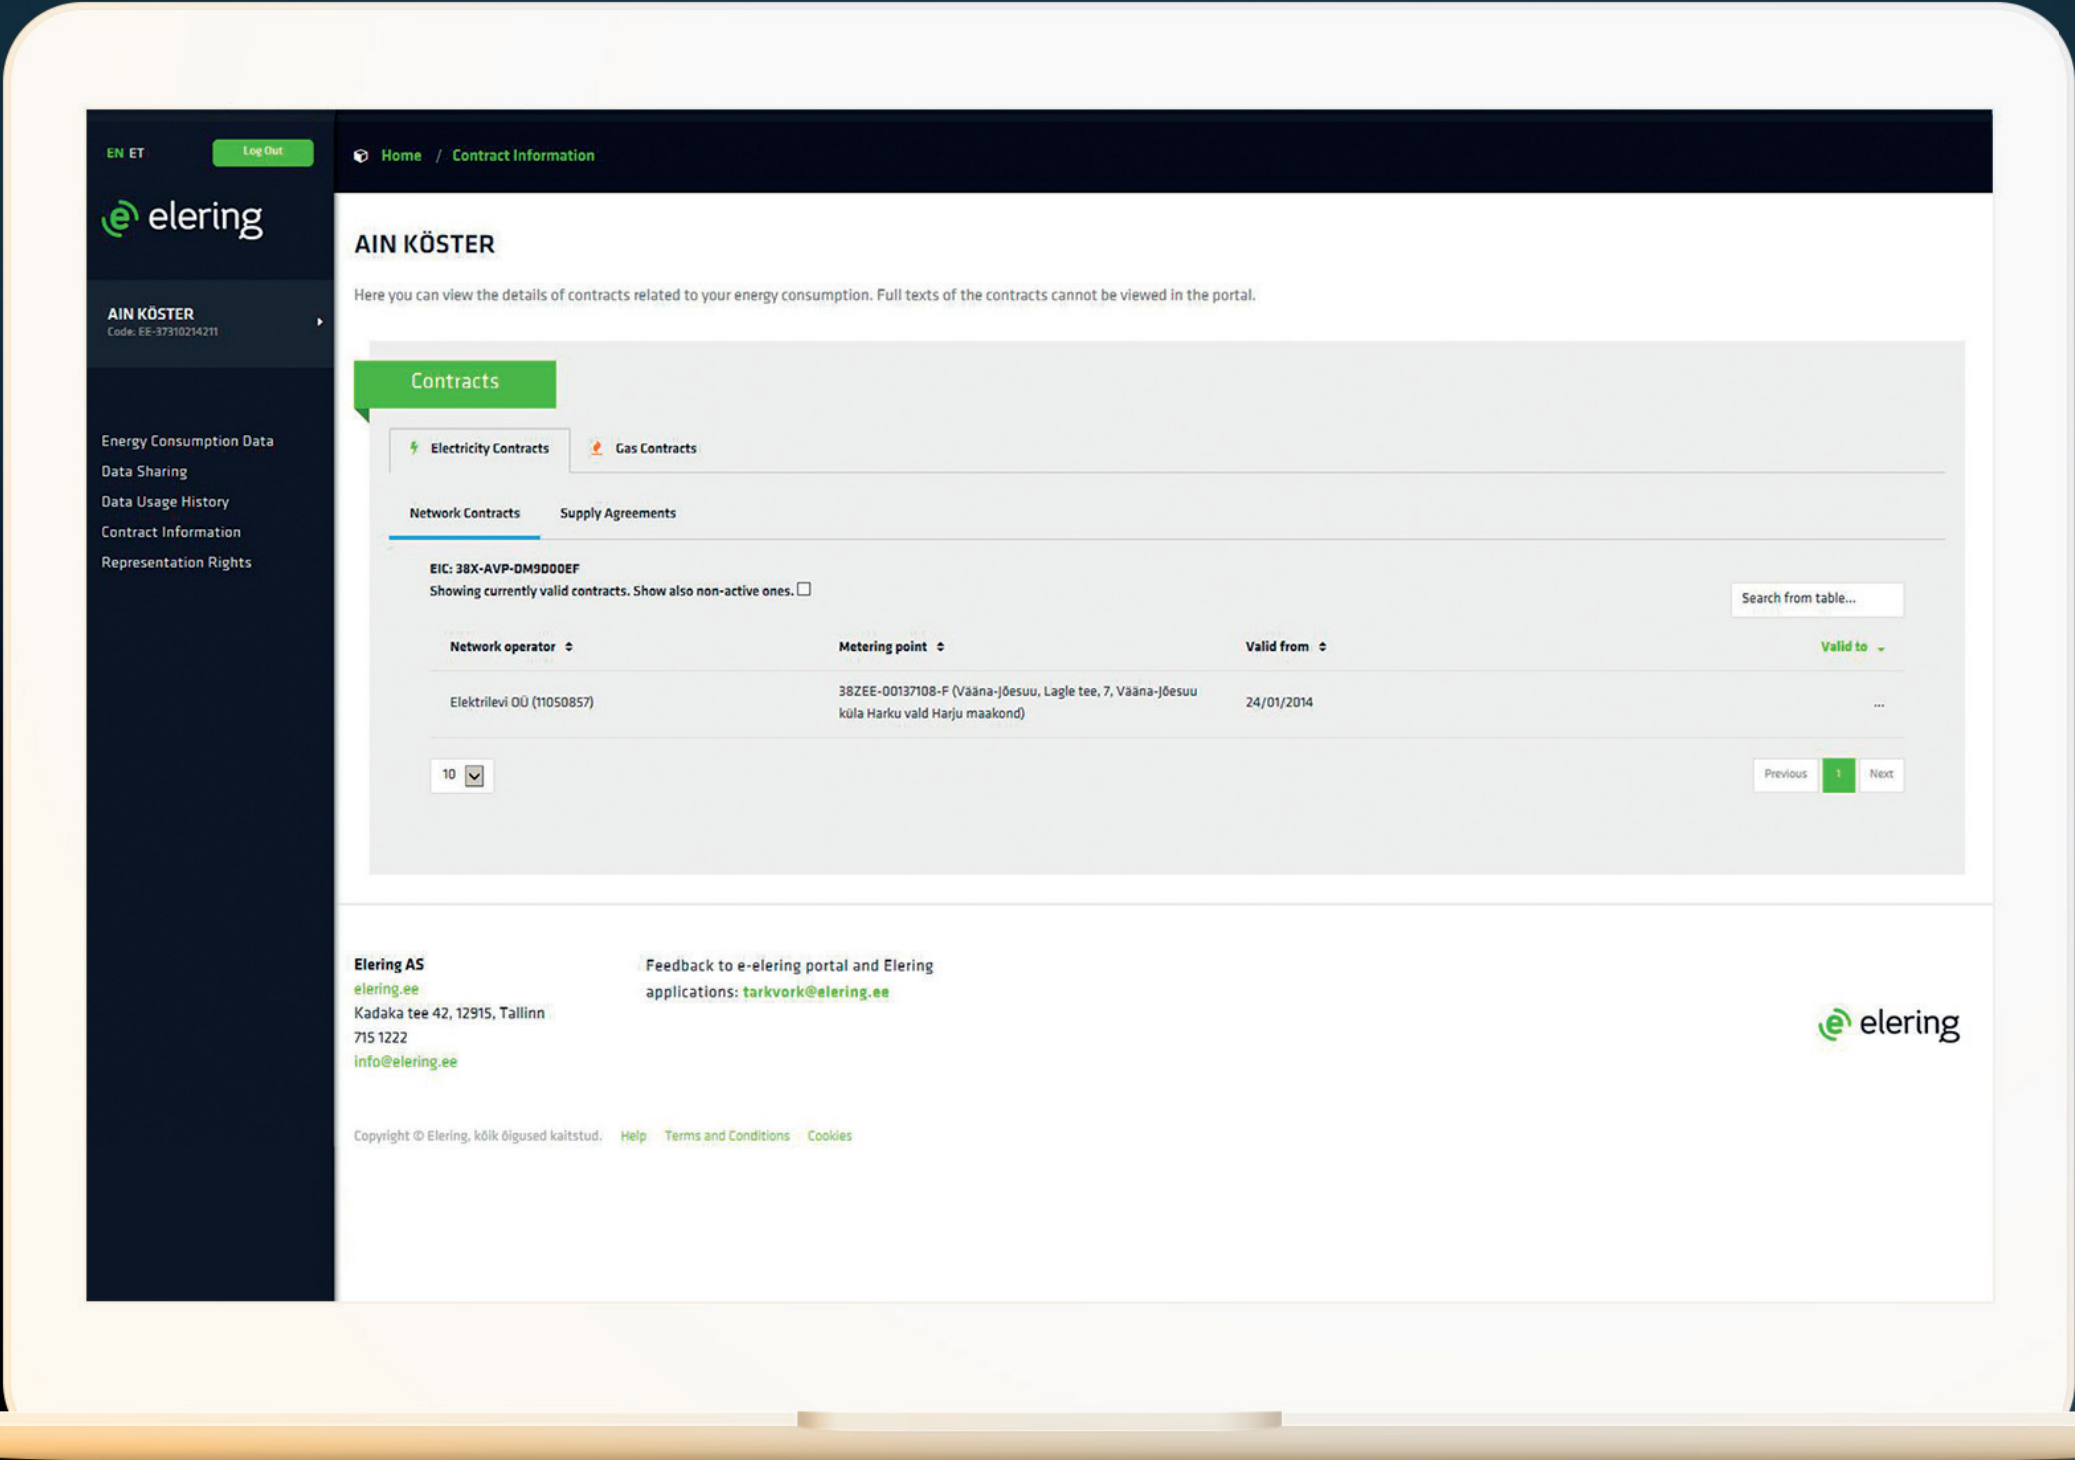 EN ET
Log Out
Home / Contract Information
elering
AIN KÖSTER
Code: EE-37310214211
Energy Consumption Data
Data Sharing
Data Usage History
Contract Information
Representation Rights
AIN KÖSTER
Here you can view the details of contracts related to your energy consumption. Full texts of the contracts cannot be viewed in the portal.
Contracts
Electricity Contracts
Gas Contracts
Network Contracts
Supply Agreements
EIC: 38X-AVP-DM9D00EF
Showing currently valid contracts. Show also non-active ones.
Search from table...
Network operator
Metering point
Valid from
Valid to
Elektrilevi OÜ (11050857)
38ZEE-00137108-F (Vääna-Jõesuu, Lagle tee, 7, Vääna-Jõesuu
küla Harku vald Harju maakond)
24/01/2014
...
10
Previous
1
Next
Elering AS
elering.ee
Kadaka tee 42, 12915, Tallinn
715 1222
info@elering.ee
Feedback to e-elering portal and Elering
applications: tarkvork@elering.ee
elering
Copyright © Elering, kõik õigused kaitstud.
Help
Terms and Conditions
Cookies